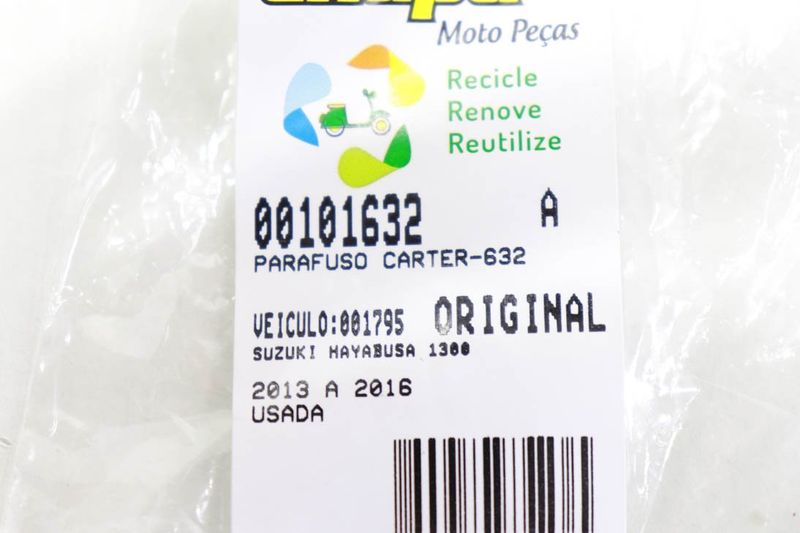 Moto Peças
Recicle
Renove
Reutilize
00101632 A
PARAFUSO CARTER-632
VEICULO:001795 ORIGINAL
SUZUKI HAYABUSA 1300
2013 A 2016
USADA